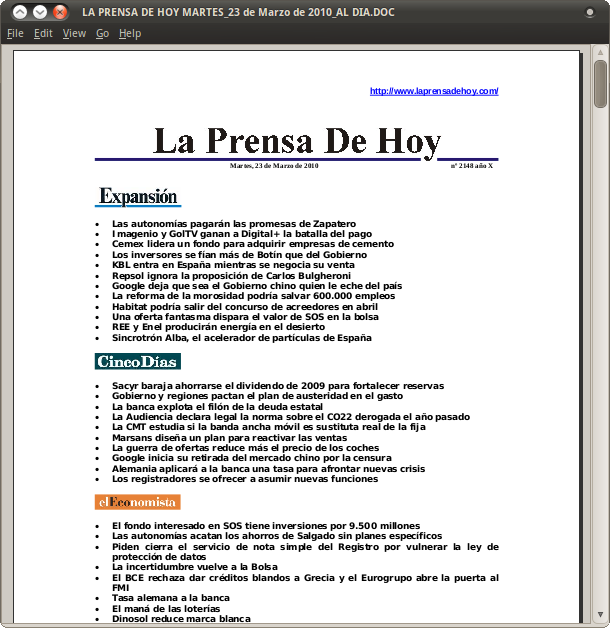 LA PRENSA DE HOY MARTES_23 de Marzo de 2010_AL DIA.DOC
File Edit View Go Help
http://www.laprensadehoy.com/
La Prensa De Hoy
Martes, 23 de Marzo de 2010 nº 2148 año X
Expansión
• Las autonomías pagarán las promesas de Zapatero
• Imagenio y GolTV ganan a Digital+ la batalla del pago
• Cemex lidera un fondo para adquirir empresas de cemento
• Los inversores se fían más de Botín que del Gobierno
• KBL entra en España mientras se negocia su venta
• Repsol ignora la proposición de Carlos Bulgheroni
• Google deja que sea el Gobierno chino quien le eche del país
• La reforma de la morosidad podría salvar 600.000 empleos
• Habitat podría salir del concurso de acreedores en abril
• Una oferta fantasma dispara el valor de SOS en la bolsa
• REE y Enel producirán energía en el desierto
• Sincrotrón Alba, el acelerador de partículas de España
CincoDías
• Sacyr baraja ahorrarse el dividendo de 2009 para fortalecer reservas
• Gobierno y regiones pactan el plan de austeridad en el gasto
• La banca explota el filón de la deuda estatal
• La Audiencia declara legal la norma sobre el CO22 derogada el año pasado
• La CMT estudia si la banda ancha móvil es sustituta real de la fija
• Marsans diseña un plan para reactivar las ventas
• La guerra de ofertas reduce más el precio de los coches
• Google inicia su retirada del mercado chino por la censura
• Alemania aplicará a la banca una tasa para afrontar nuevas crisis
• Los registradores se ofrecer a asumir nuevas funciones
elEconomista
• El fondo interesado en SOS tiene inversiones por 9.500 millones
• Las autonomías acatan los ahorros de Salgado sin planes específicos
• Piden cierra el servicio de nota simple del Registro por vulnerar la ley de
protección de datos
• La incertidumbre vuelve a la Bolsa
• El BCE rechaza dar créditos blandos a Grecia y el Eurogrupo abre la puerta al
FMI
• Tasa alemana a la banca
• El maná de las loterías
• Dinosol reduce marca blanca